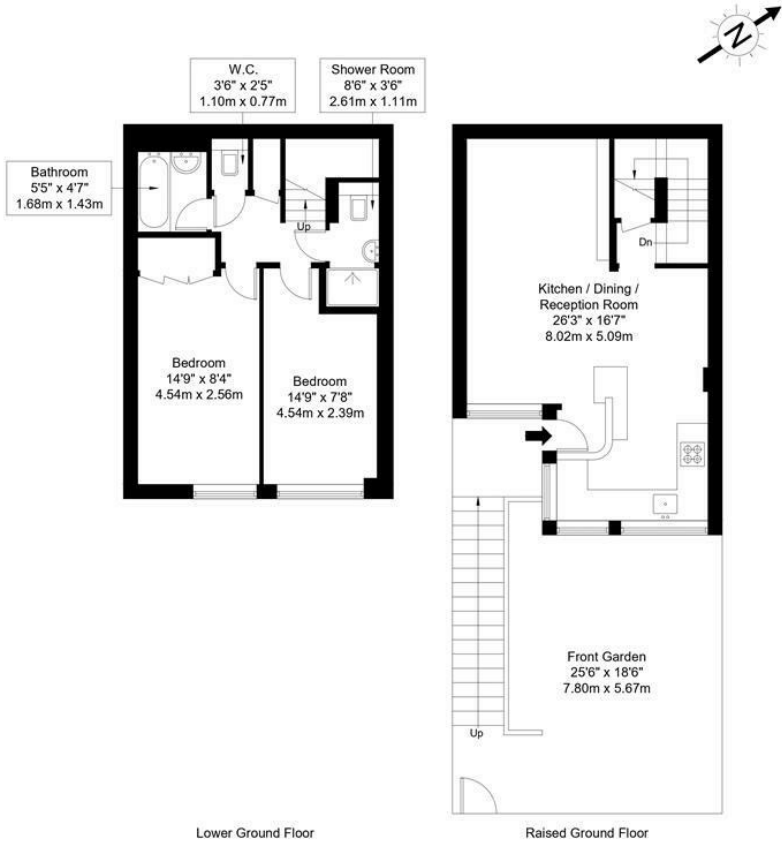 N
W.C.
3'6" x 2'5"
1.10m x 0.77m
Shower Room
8'6" x 3'6"
2.61m x 1.11m
Bathroom
5'5" x 4'7"
1.68m x 1.43m
Up
Bedroom
14'9" x 8'4"
4.54m x 2.56m
Bedroom
14'9" x 7'8"
4.54m x 2.39m
Lower Ground Floor
Dn
Kitchen / Dining /
Reception Room
26'3" x 16'7"
8.02m x 5.09m
Front Garden
25'6" x 18'6"
7.80m x 5.67m
Up
Raised Ground Floor